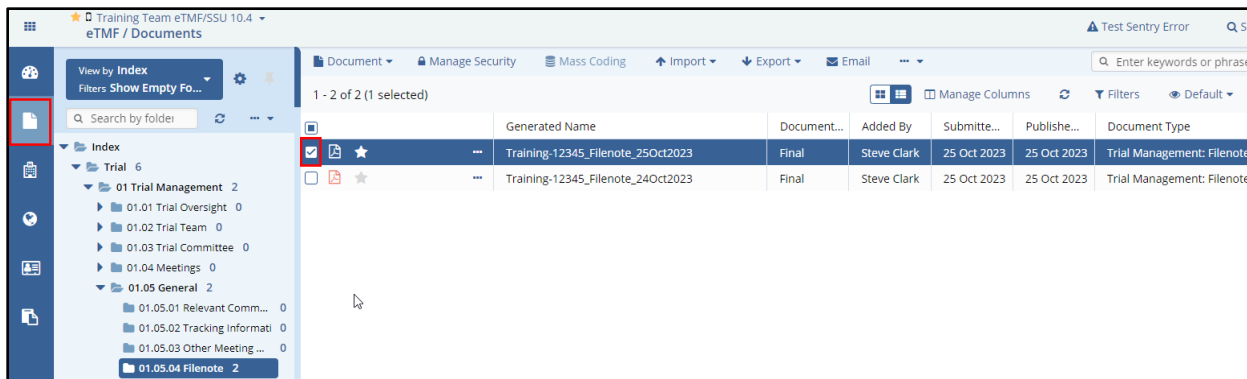 Training Team eTMF/SSU 10.4
eTMF / Documents
Test Sentry Error
View by Index
Filters Show Empty Fo...
Search by folder
Document
Manage Security
Mass Coding
Import
Export
Email
Enter keywords or phrase
1 - 2 of 2 (1 selected)
Manage Columns
Filters
Default
Generated Name Document... Added By Submitte... Publishe... Document Type
Training-12345_Filenote_25Oct2023 Final Steve Clark 25 Oct 2023 25 Oct 2023 Trial Management: Filenote
Training-12345_Filenote_24Oct2023 Final Steve Clark 25 Oct 2023 25 Oct 2023 Trial Management: Filenote
Index
Trial 6
01 Trial Management 2
01.01 Trial Oversight 0
01.02 Trial Team 0
01.03 Trial Committee 0
01.04 Meetings 0
01.05 General 2
01.05.01 Relevant Comm... 0
01.05.02 Tracking Informati 0
01.05.03 Other Meeting ... 0
01.05.04 Filenote 2